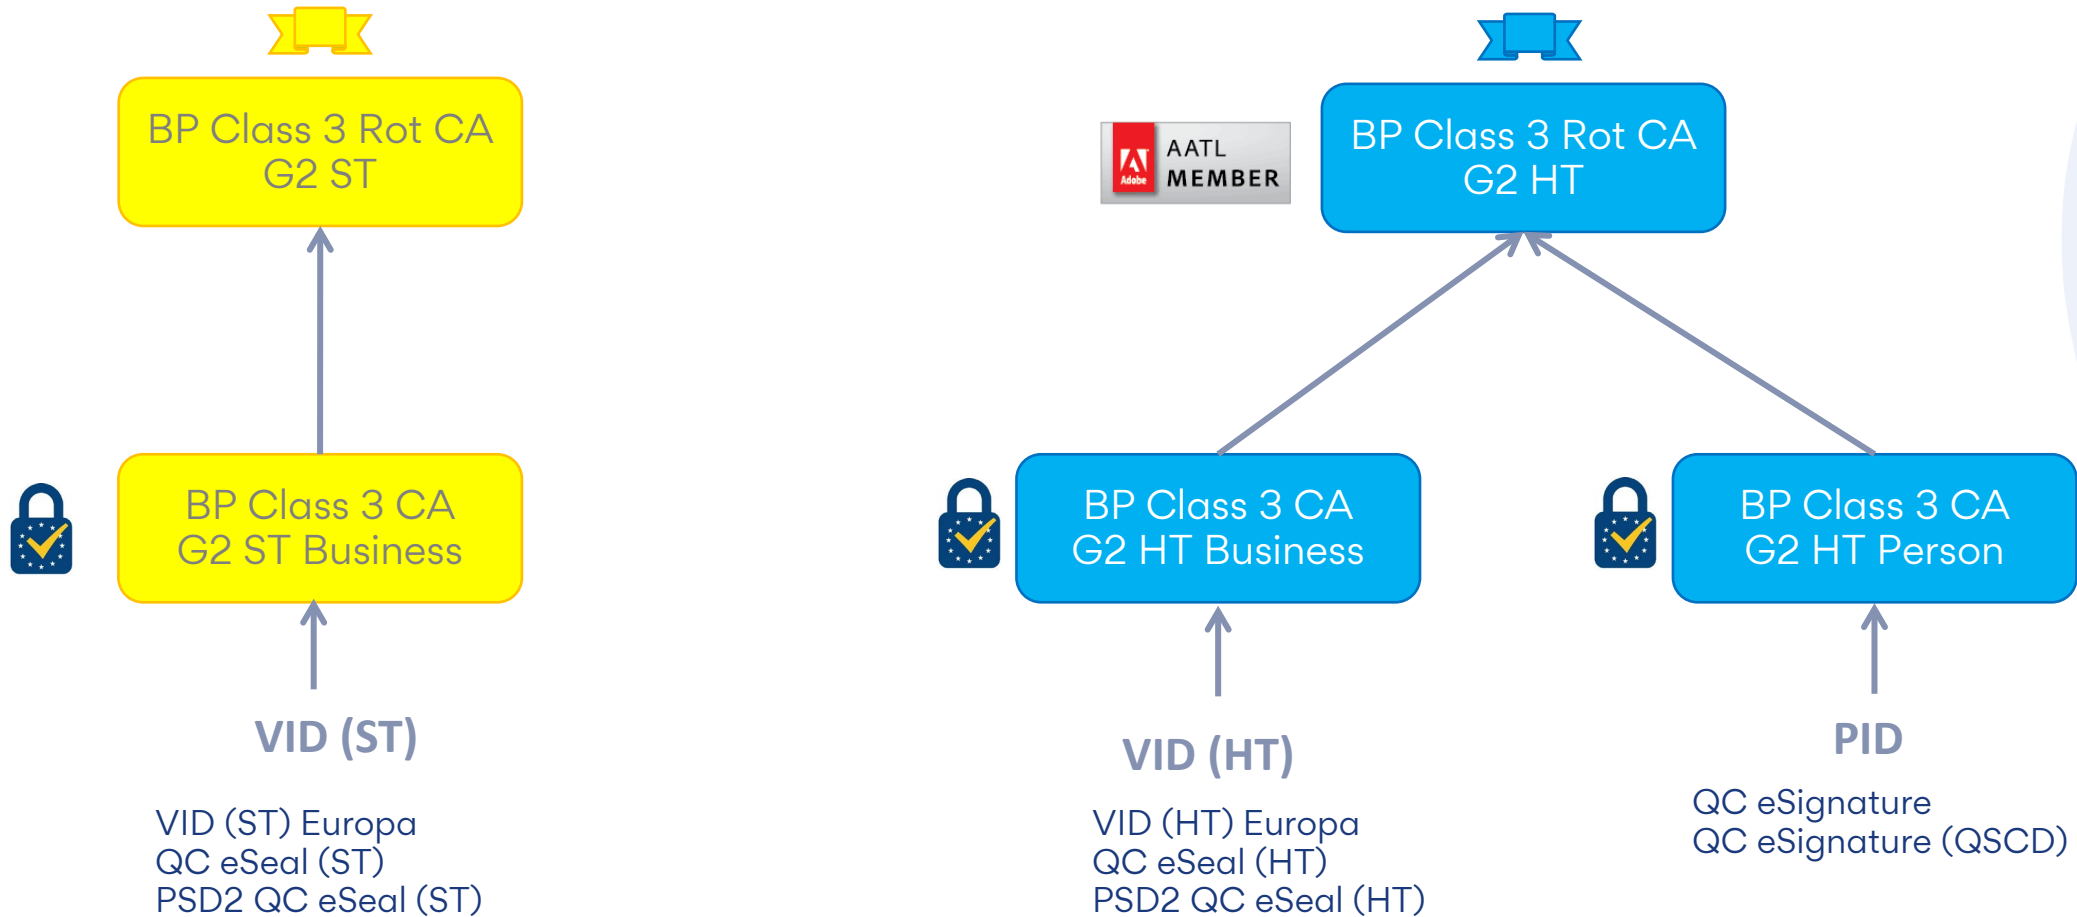 BP Class 3 Rot CA
G2 ST
Adobe
AATL
MEMBER
BP Class 3 Rot CA
G2 HT
BP Class 3 CA
G2 ST Business
BP Class 3 CA
G2 HT Business
BP Class 3 CA
G2 HT Person
VID (ST)
VID (ST) Europa
QC eSeal (ST)
PSD2 QC eSeal (ST)
VID (HT)
VID (HT) Europa
QC eSeal (HT)
PSD2 QC eSeal (HT)
PID
QC eSignature
QC eSignature (QSCD)